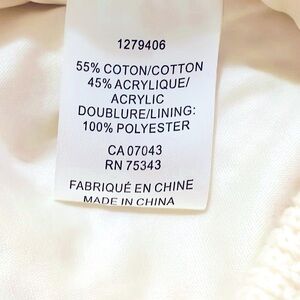 1279406
55% COTON/COTTON
45% ACRYLIQUE/
ACRYLIC
DOUBLURE/LINING:
100% POLYESTER
CA 07043
RN 75343
FABRIQUÉ EN CHINE
MADE IN CHINA